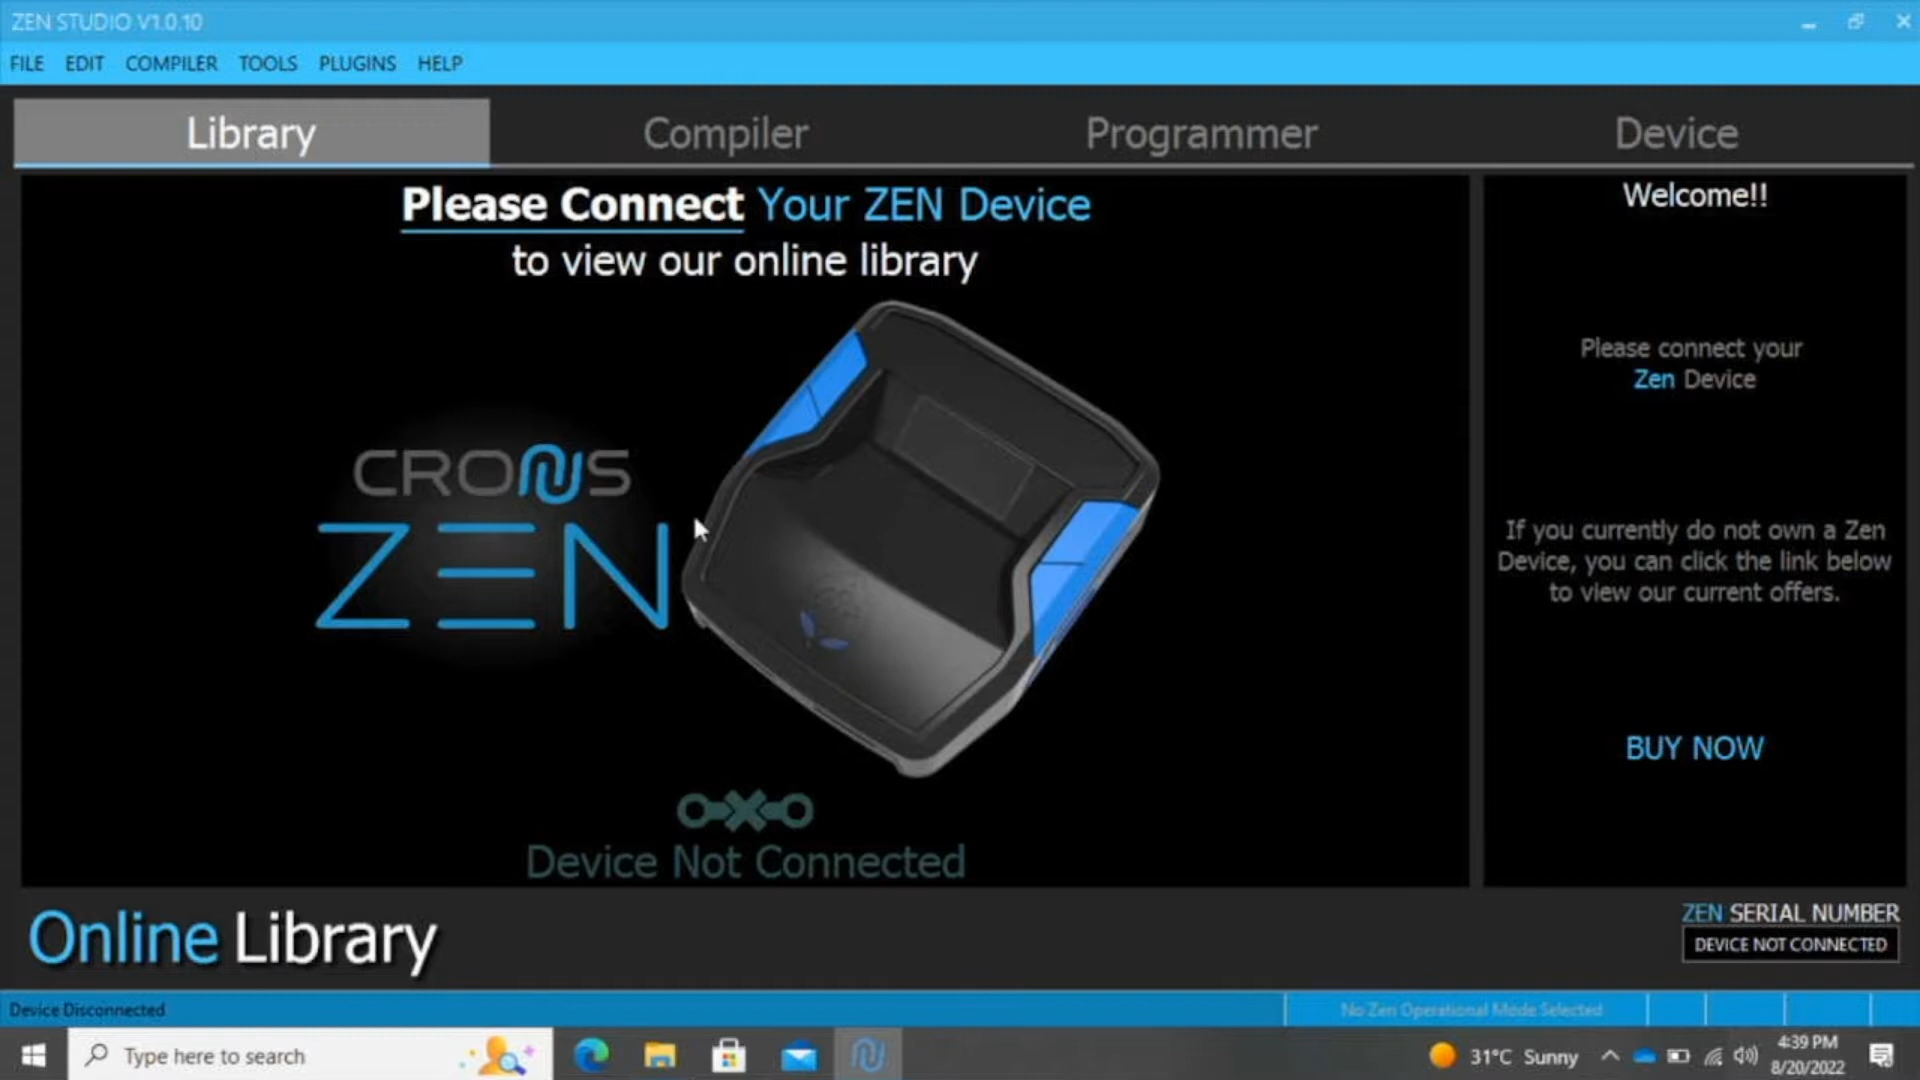 ZEN STUDIO V1.0.10
FILE EDIT COMPILER TOOLS PLUGINS HELP
Library Compiler Programmer Device
Please Connect Your ZEN Device
to view our online library
CRONUS
ZEN
Device Not Connected
Welcome!!
Please connect your
Zen Device
If you currently do not own a Zen
Device, you can click the link below
to view our current offers.
BUY NOW
Online Library
ZEN SERIAL NUMBER
DEVICE NOT CONNECTED
Device Disconnected
No Zen Operational Mode Selected
Type here to search
31°C Sunny
4:39 PM
8/20/2022